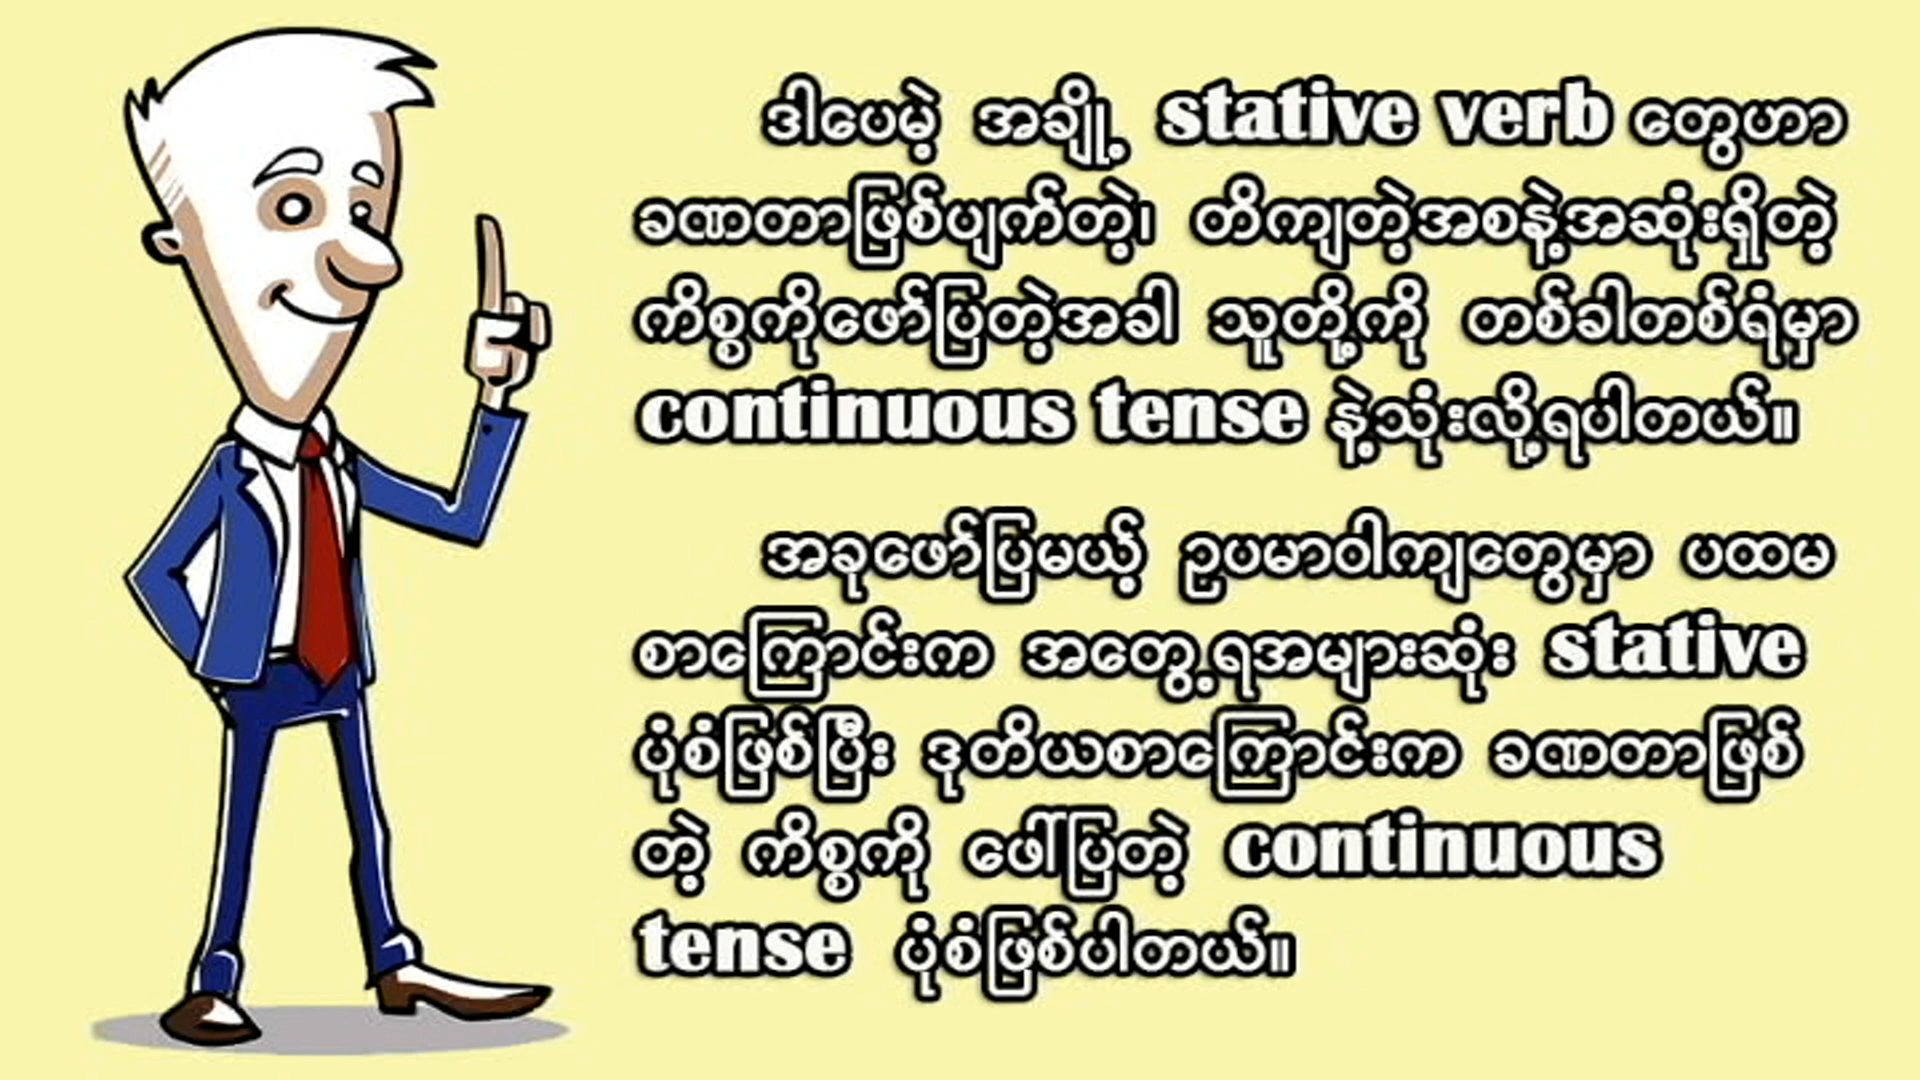 ဒါပေမဲ့ အချို့ stative verb တွေဟာ
ခဏတာဖြစ်ပျက်တဲ့၊ တိကျတဲ့အစနဲ့အဆုံးရှိတဲ့
ကိစ္စကိုဖော်ပြတဲ့အခါ သူတို့ကို တစ်ခါတစ်ရံမှာ
continuous tense နဲ့သုံးလို့ရပါတယ်။
အခုဖော်ပြမယ့် ဥပမာဝါကျတွေမှာ ပထမ
စာကြောင်းက အတွေ့ရအများဆုံး stative
ပုံစံဖြစ်ပြီး ဒုတိယစာကြောင်းက ခဏတာဖြစ်
တဲ့ ကိစ္စကို ဖေါ်ပြတဲ့ continuous
tense ပုံစံဖြစ်ပါတယ်။